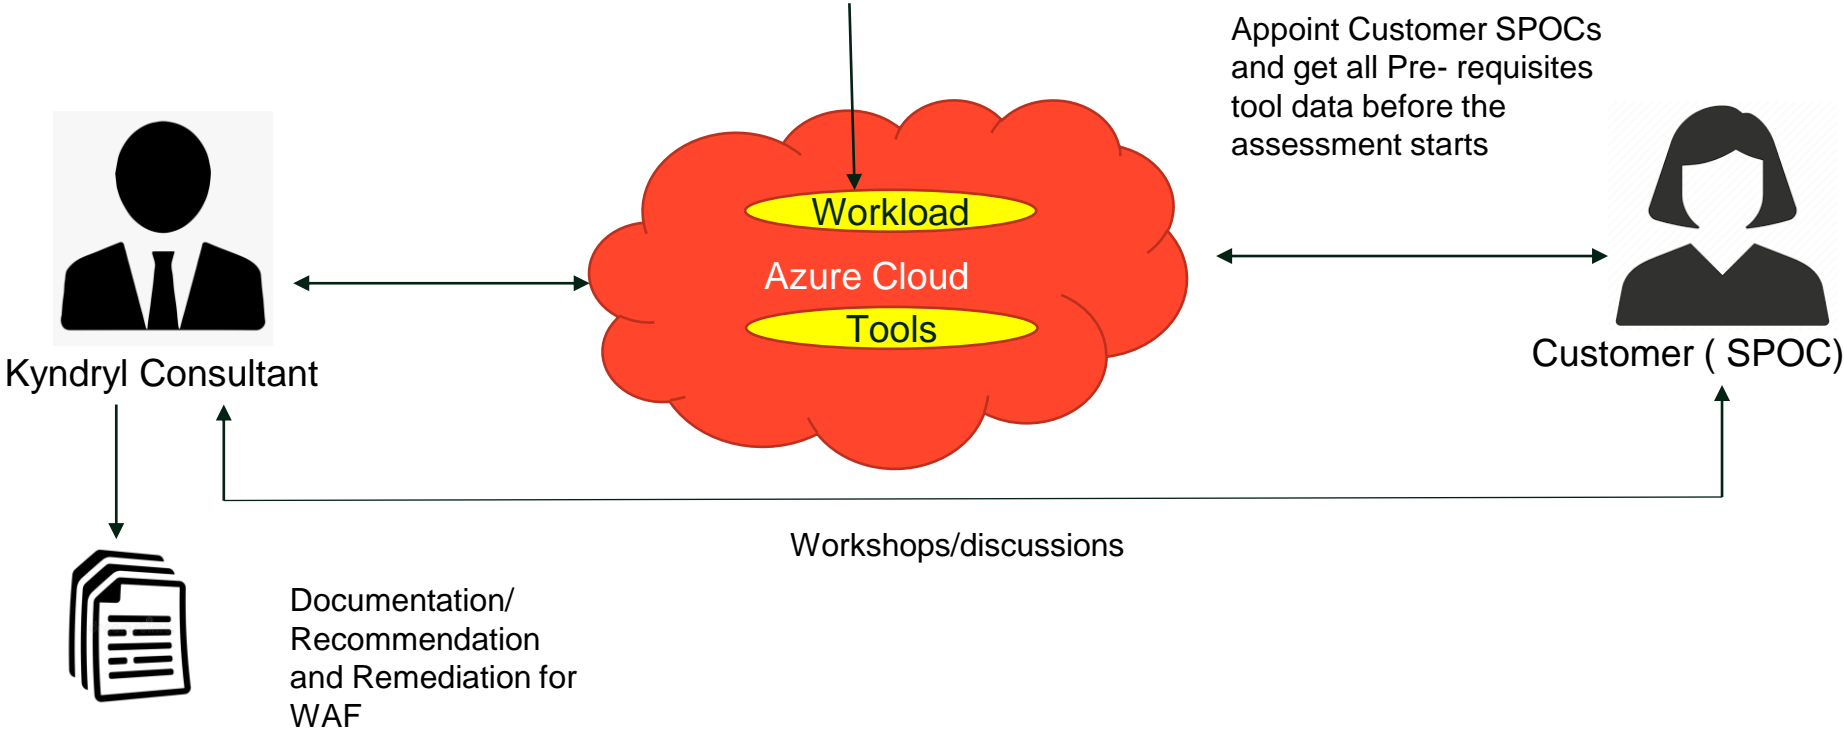 Appoint Customer SPOCs
and get all Pre- requisites
tool data before the
assessment starts
Workload
Azure Cloud
Tools
Kyndryl Consultant
Customer ( SPOC)
Workshops/discussions
Documentation/
Recommendation
and Remediation for
WAF